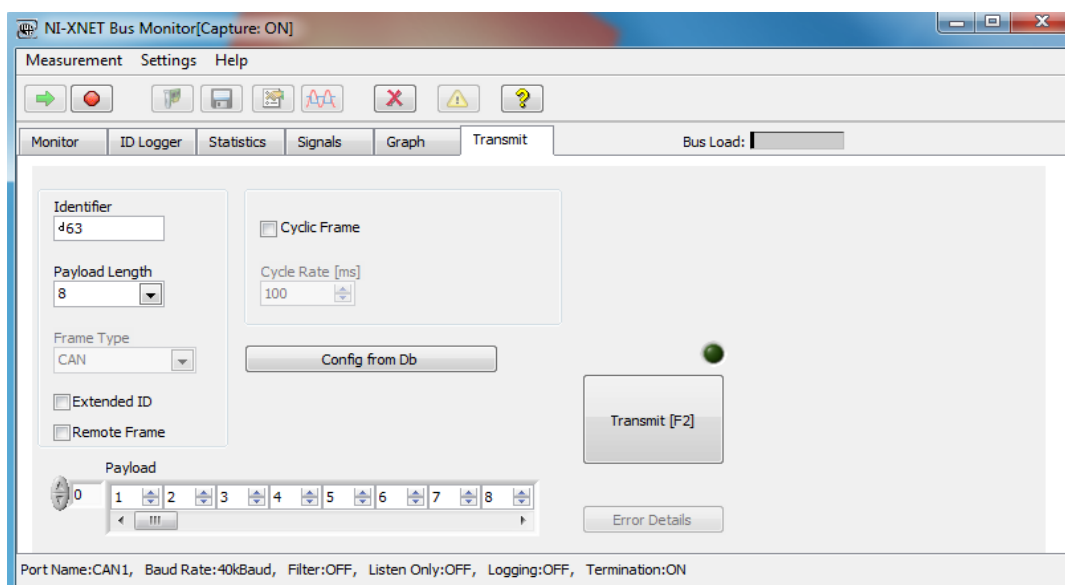 NI-XNET Bus Monitor[Capture: ON]
Measurement Settings Help
Monitor ID Logger Statistics Signals Graph Transmit Bus Load:
Identifier
d63
Cyclic Frame
Payload Length
8
Cycle Rate [ms]
100
Frame Type
CAN
Config from Db
Extended ID
Remote Frame
Transmit [F2]
Payload
0 1 2 3 4 5 6 7 8
Error Details
Port Name:CAN1, Baud Rate:40kBaud, Filter:OFF, Listen Only:OFF, Logging:OFF, Termination:ON